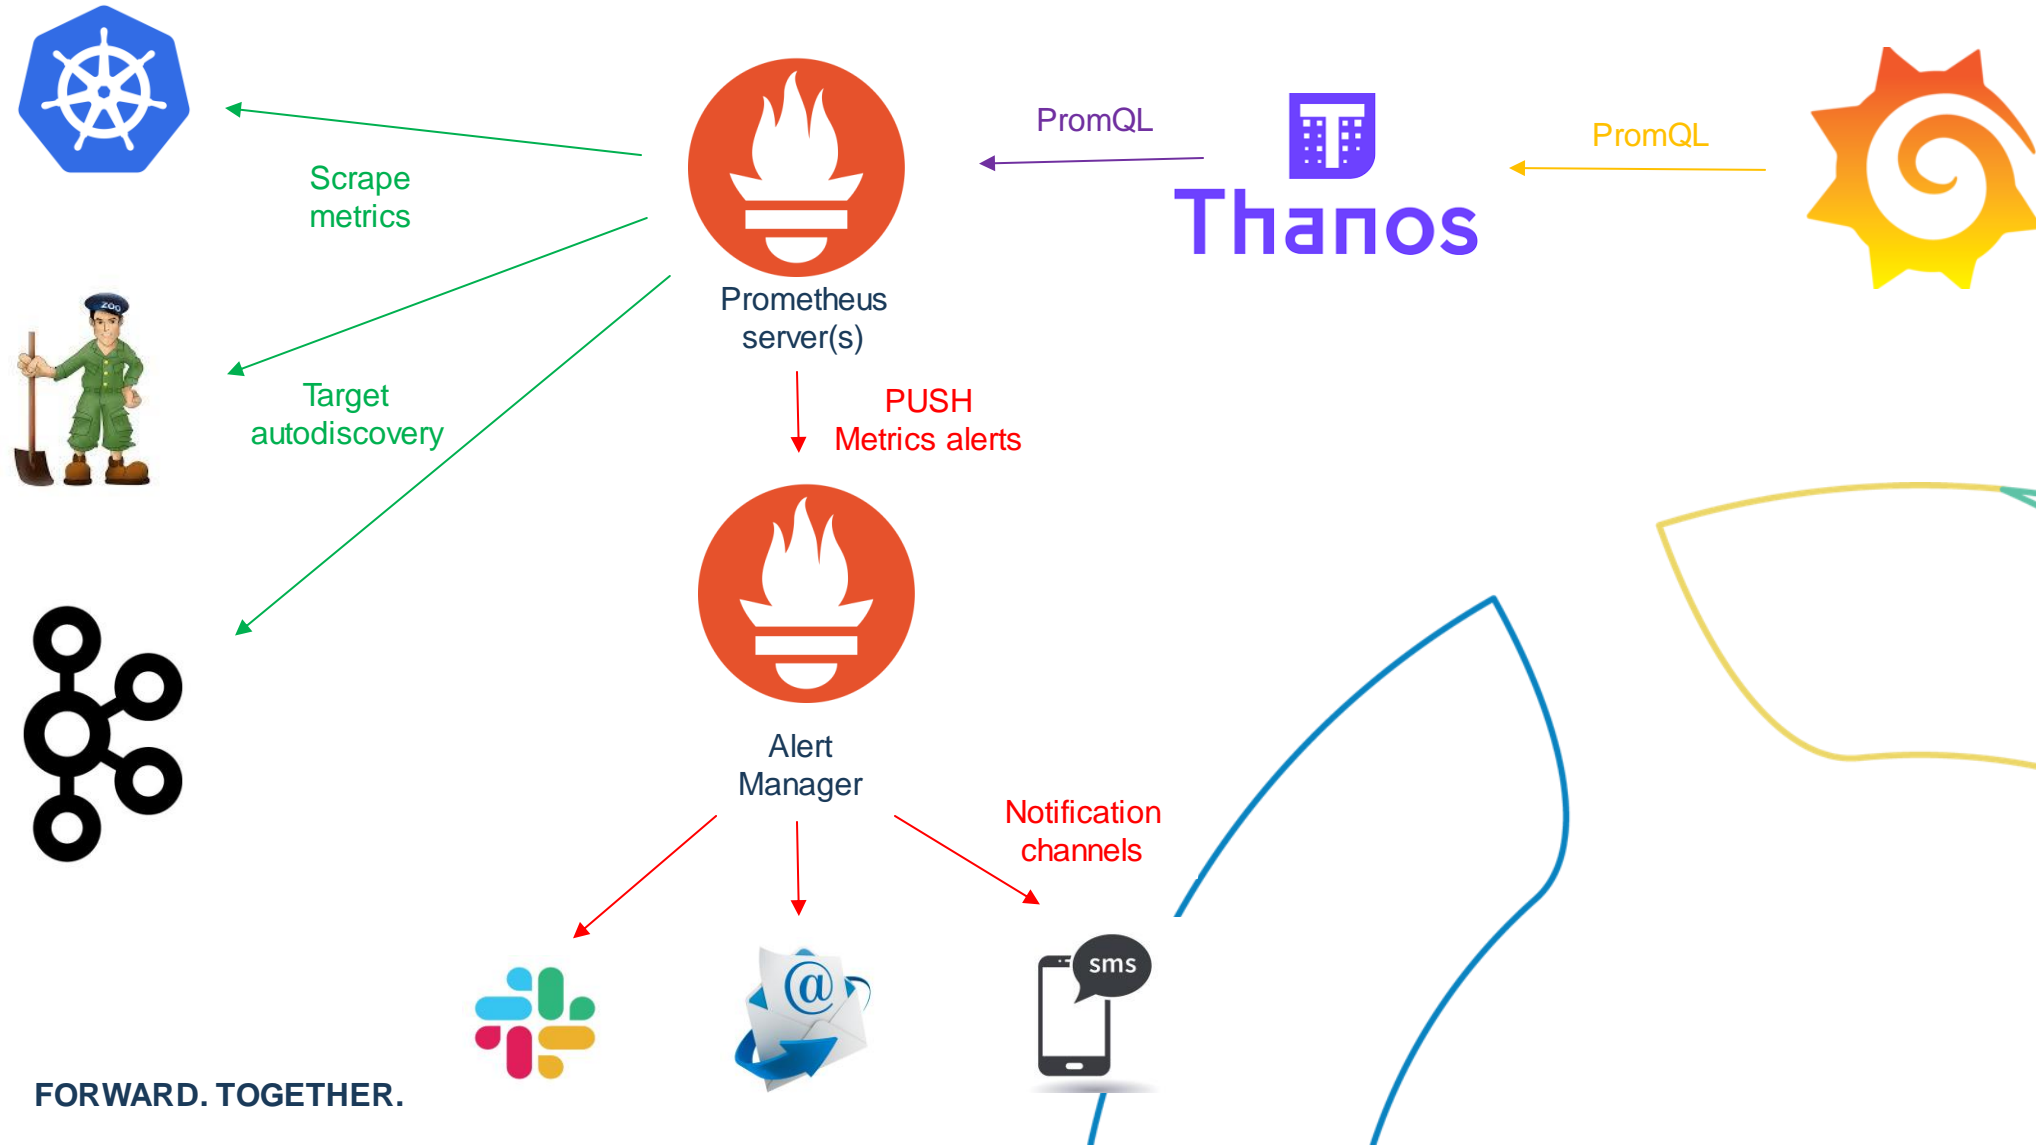 Scrape
metrics
Target
autodiscovery
ZOO
Prometheus
server(s)
PUSH
Metrics alerts
Alert
Manager
Notification
channels
@
sms
PromQL
T
Thanos
PromQL
FORWARD. TOGETHER.